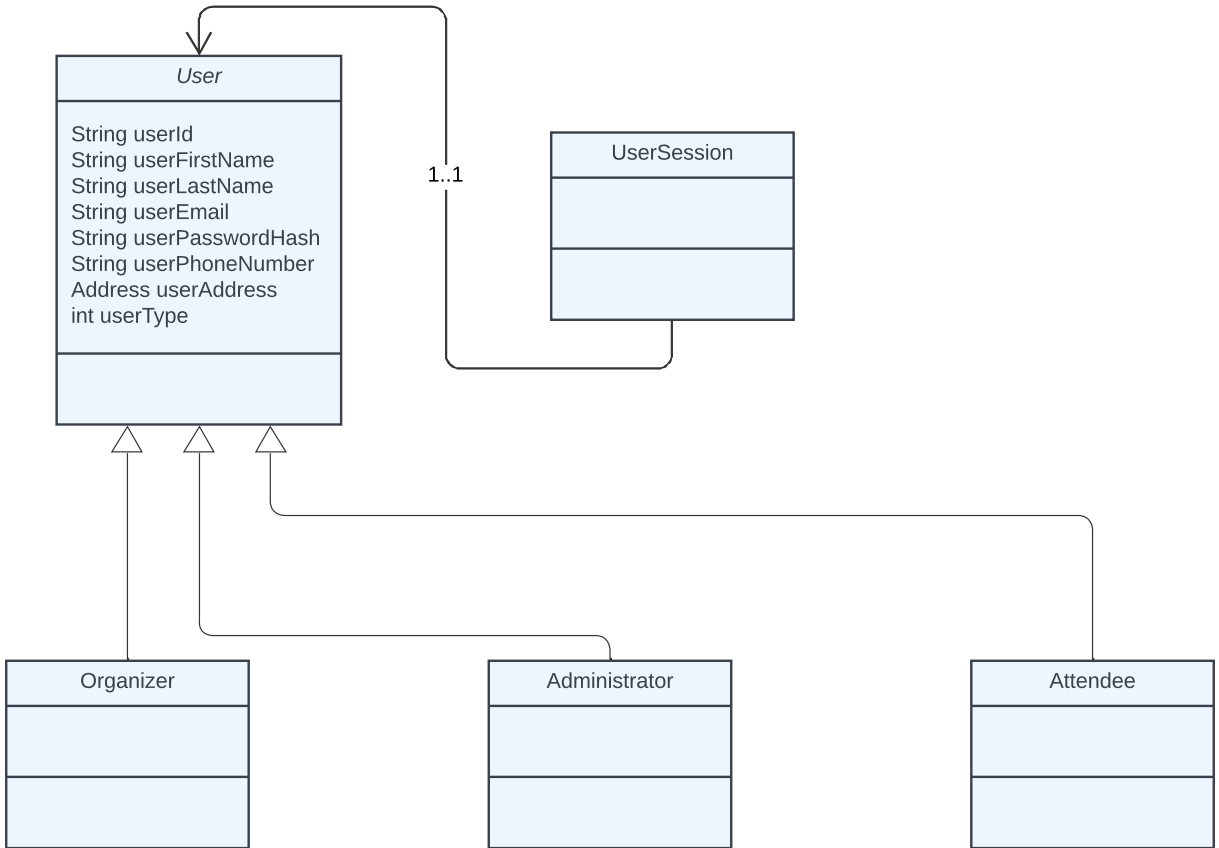 User
String userId
String userFirstName
String userLastName
String userEmail
String userPasswordHash
String userPhoneNumber
Address userAddress
int userType
1..1
UserSession
Organizer
Administrator
Attendee